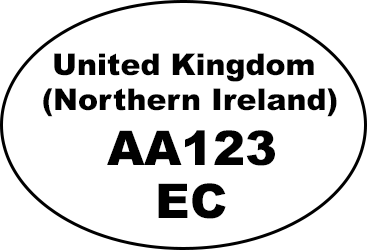 United Kingdom
(Northern Ireland)
AA123
EC